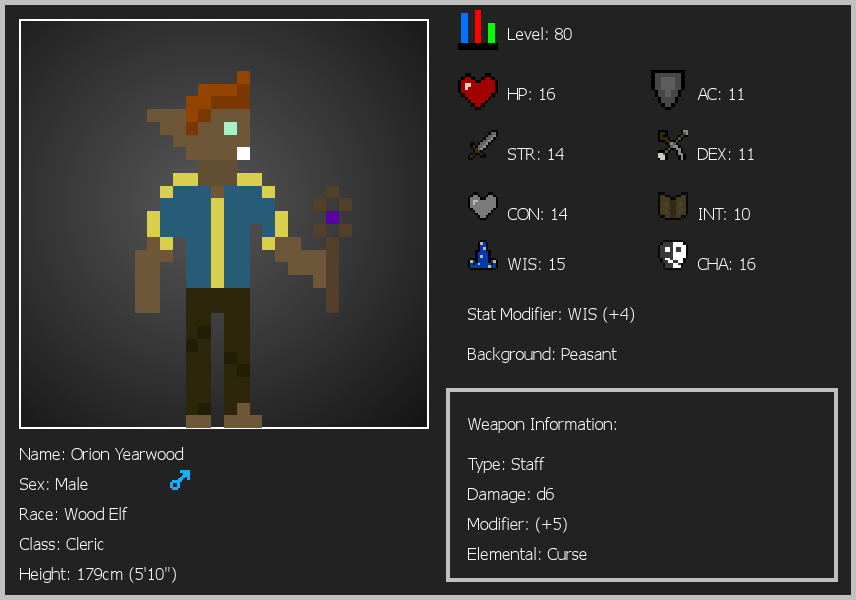 Level: 80
HP: 16
AC: 11
STR: 14
DEX: 11
CON: 14
INT: 10
WIS: 15
CHA: 16
Stat Modifier: WIS (+4)
Background: Peasant
Weapon Information:
Type: Staff
Damage: d6
Modifier: (+5)
Elemental: Curse
Name: Orion Yearwood
Sex: Male
Race: Wood Elf
Class: Cleric
Height: 179cm (5'10")